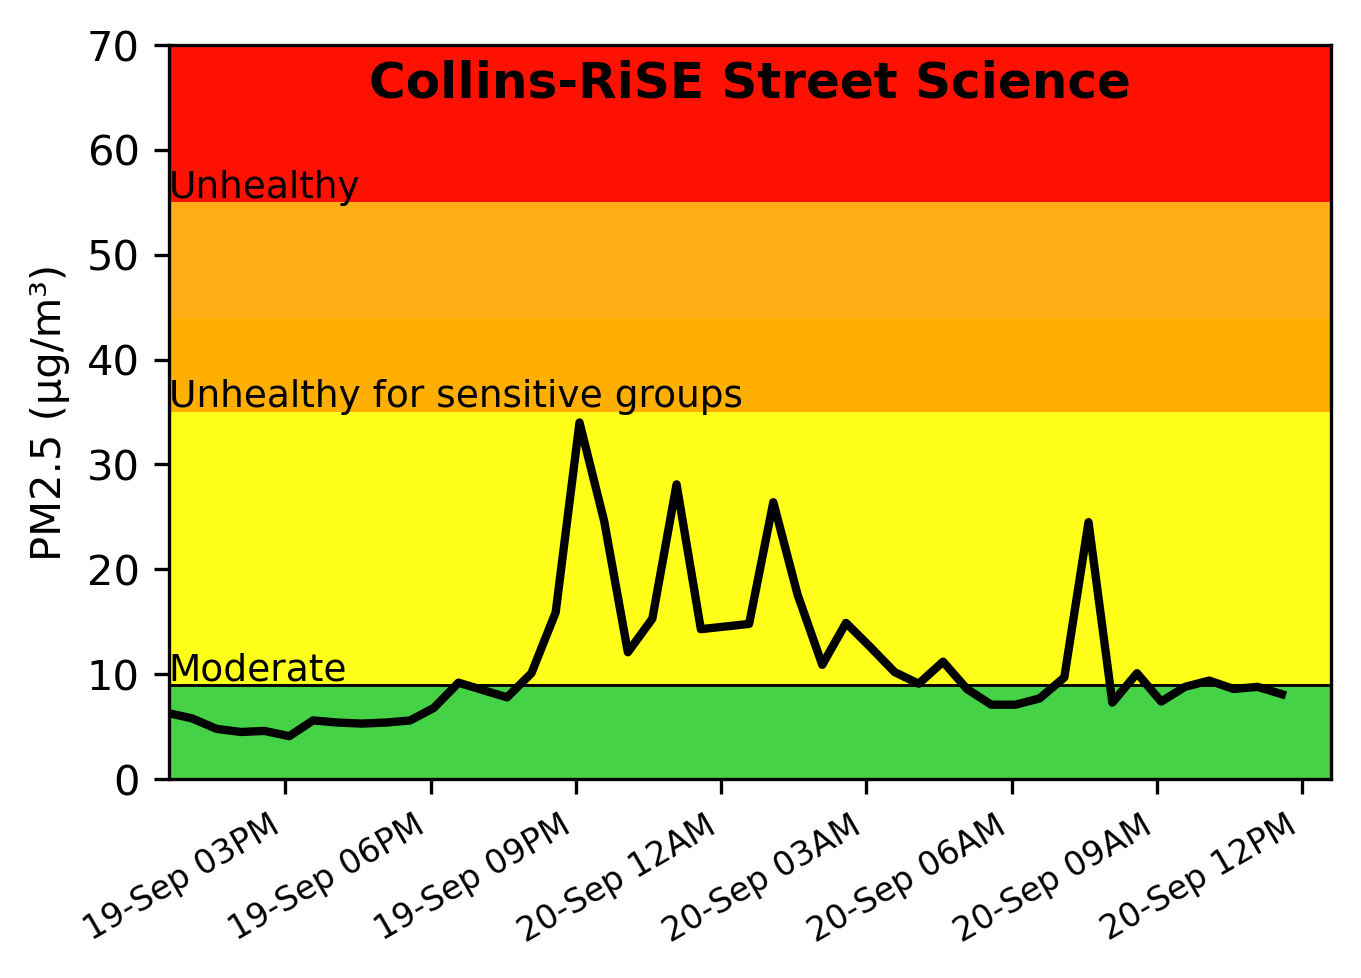 Collins-RiSE Street Science
70
60
Unhealthy
50
40
Unhealthy for sensitive groups
30
20
Moderate
10
0
PM2.5 (µg/m³)
19-Sep 03PM
19-Sep 06PM
19-Sep 09PM
20-Sep 12AM
20-Sep 03AM
20-Sep 06AM
20-Sep 09AM
20-Sep 12PM